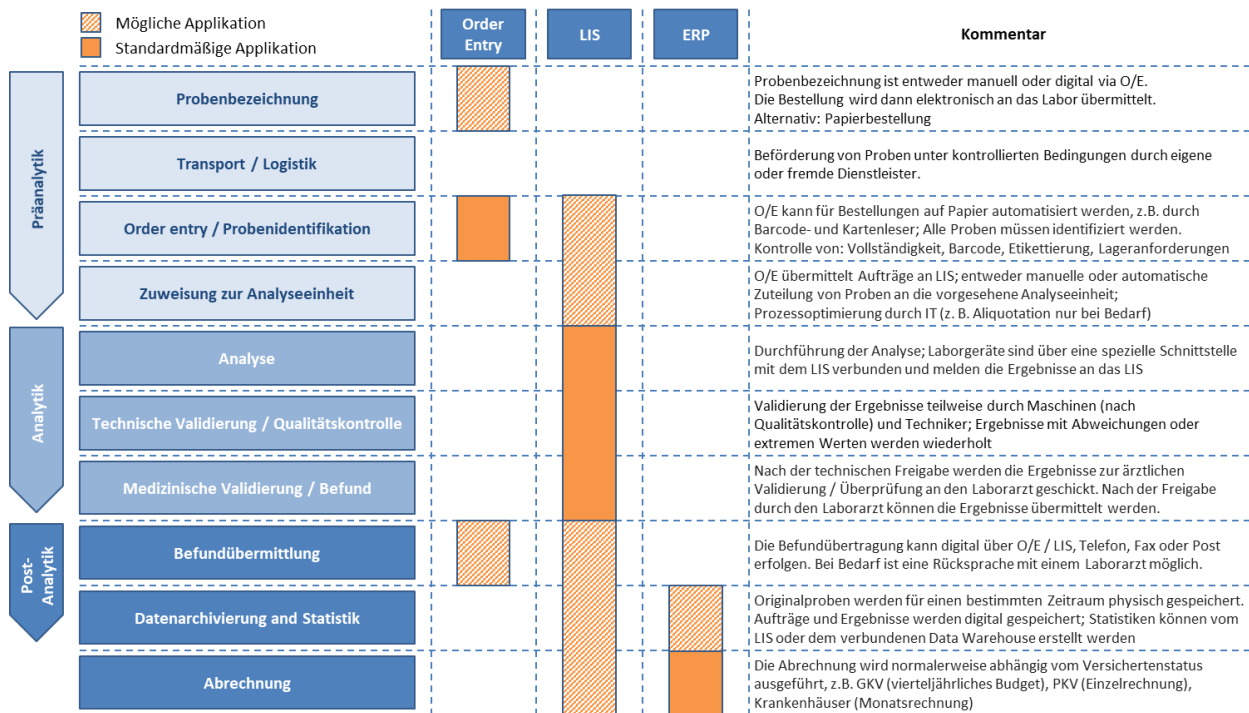 Mögliche Applikation
Standardmäßige Applikation
Order
Entry
LIS
ERP
Kommentar
Präanalytik
Probenbezeichnung
Probenbezeichnung ist entweder manuell oder digital via O/E.
Die Bestellung wird dann elektronisch an das Labor übermittelt.
Alternativ: Papierbestellung
Transport / Logistik
Beförderung von Proben unter kontrollierten Bedingungen durch eigene
oder fremde Dienstleister.
Order entry / Probenidentifikation
O/E kann für Bestellungen auf Papier automatisiert werden, z.B. durch
Barcode- und Kartenleser; Alle Proben müssen identifiziert werden.
Kontrolle von: Vollständigkeit, Barcode, Etikettierung, Lageranforderungen
Zuweisung zur Analyseeinheit
O/E übermittelt Aufträge an LIS; entweder manuelle oder automatische
Zuteilung von Proben an die vorgesehene Analyseeinheit;
Prozessoptimierung durch IT (z. B. Aliquotation nur bei Bedarf)
Analytik
Analyse
Durchführung der Analyse; Laborgeräte sind über eine spezielle Schnittstelle
mit dem LIS verbunden und melden die Ergebnisse an das LIS
Technische Validierung / Qualitätskontrolle
Validierung der Ergebnisse teilweise durch Maschinen (nach
Qualitätskontrolle) und Techniker; Ergebnisse mit Abweichungen oder
extremen Werten werden wiederholt
Medizinische Validierung / Befund
Nach der technischen Freigabe werden die Ergebnisse zur ärztlichen
Validierung / Überprüfung an den Laborarzt geschickt. Nach der Freigabe
durch den Laborarzt können die Ergebnisse übermittelt werden.
Post-
Analytik
Befundübermittlung
Die Befundübertragung kann digital über O/E / LIS, Telefon, Fax oder Post
erfolgen. Bei Bedarf ist eine Rücksprache mit einem Laborarzt möglich.
Datenarchivierung and Statistik
Originalproben werden für einen bestimmten Zeitraum physisch gespeichert.
Aufträge und Ergebnisse werden digital gespeichert; Statistiken können vom
LIS oder dem verbundenen Data Warehouse erstellt werden
Abrechnung
Die Abrechnung wird normalerweise abhängig vom Versichertenstatus
ausgeführt, z.B. GKV (vierteljährliches Budget), PKV (Einzelrechnung),
Krankenhäuser (Monatsrechnung)